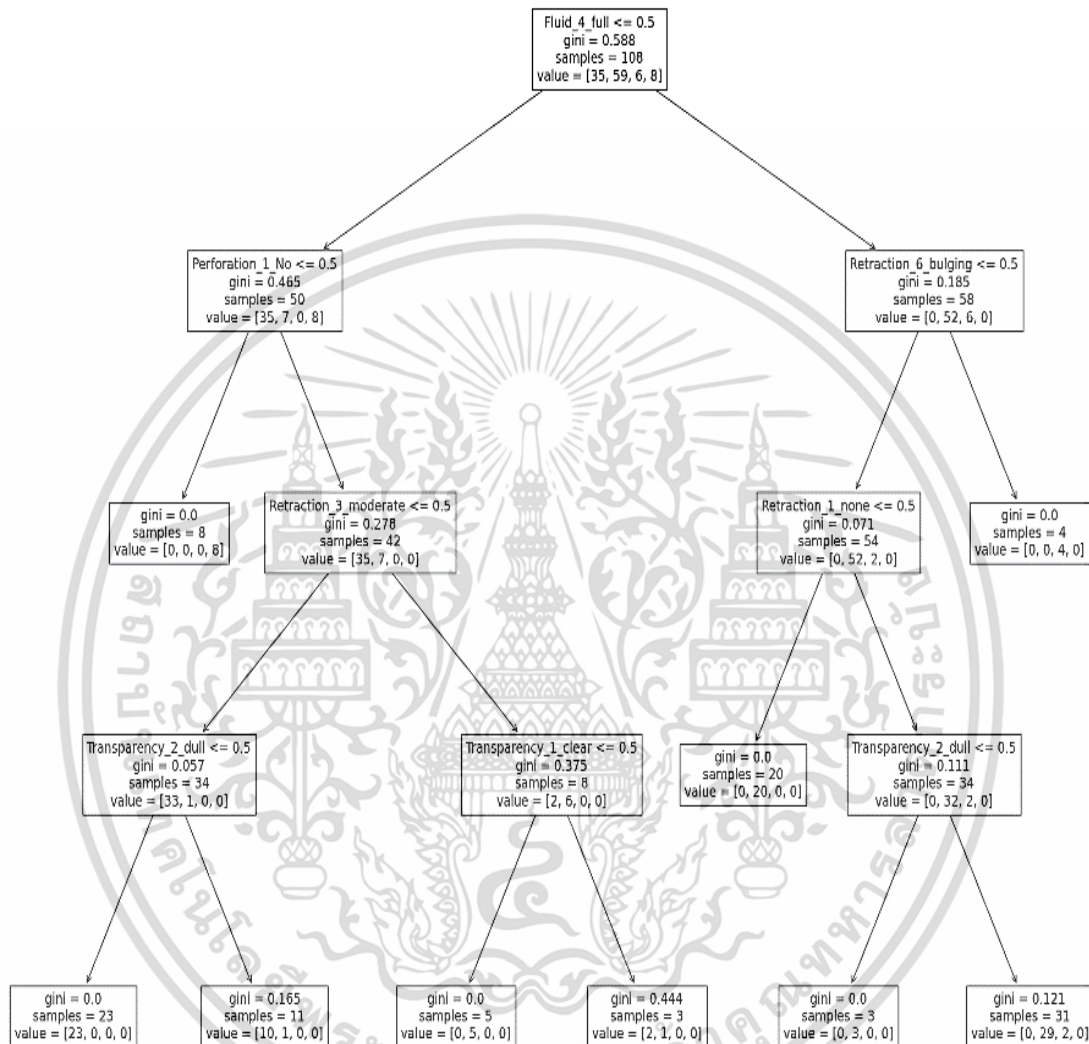 Fluid_4_full <= 0.5
gini = 0.588
samples = 108
value = [35, 59, 6, 8]
Perforation_1_No <= 0.5
gini = 0.465
samples = 50
value = [35, 7, 0, 8]
Retraction_6_bulging <= 0.5
gini = 0.185
samples = 58
value = [0, 52, 6, 0]
gini = 0.0
samples = 8
value = [0, 0, 0, 8]
Retraction_3_moderate <= 0.5
gini = 0.278
samples = 42
value = [35, 7, 0, 0]
Retraction_1_none <= 0.5
gini = 0.071
samples = 54
value = [0, 52, 2, 0]
gini = 0.0
samples = 4
value = [0, 0, 4, 0]
Transparency_2_dull <= 0.5
gini = 0.057
samples = 34
value = [33, 1, 0, 0]
Transparency_1_clear <= 0.5
gini = 0.375
samples = 8
value = [2, 6, 0, 0]
gini = 0.0
samples = 20
value = [0, 20, 0, 0]
Transparency_2_dull <= 0.5
gini = 0.111
samples = 34
value = [0, 32, 2, 0]
gini = 0.0
samples = 23
value = [23, 0, 0, 0]
gini = 0.165
samples = 11
value = [10, 1, 0, 0]
gini = 0.0
samples = 5
value = [0, 5, 0, 0]
gini = 0.444
samples = 3
value = [2, 1, 0, 0]
gini = 0.0
samples = 3
value = [0, 3, 0, 0]
gini = 0.121
samples = 31
value = [0, 29, 2, 0]